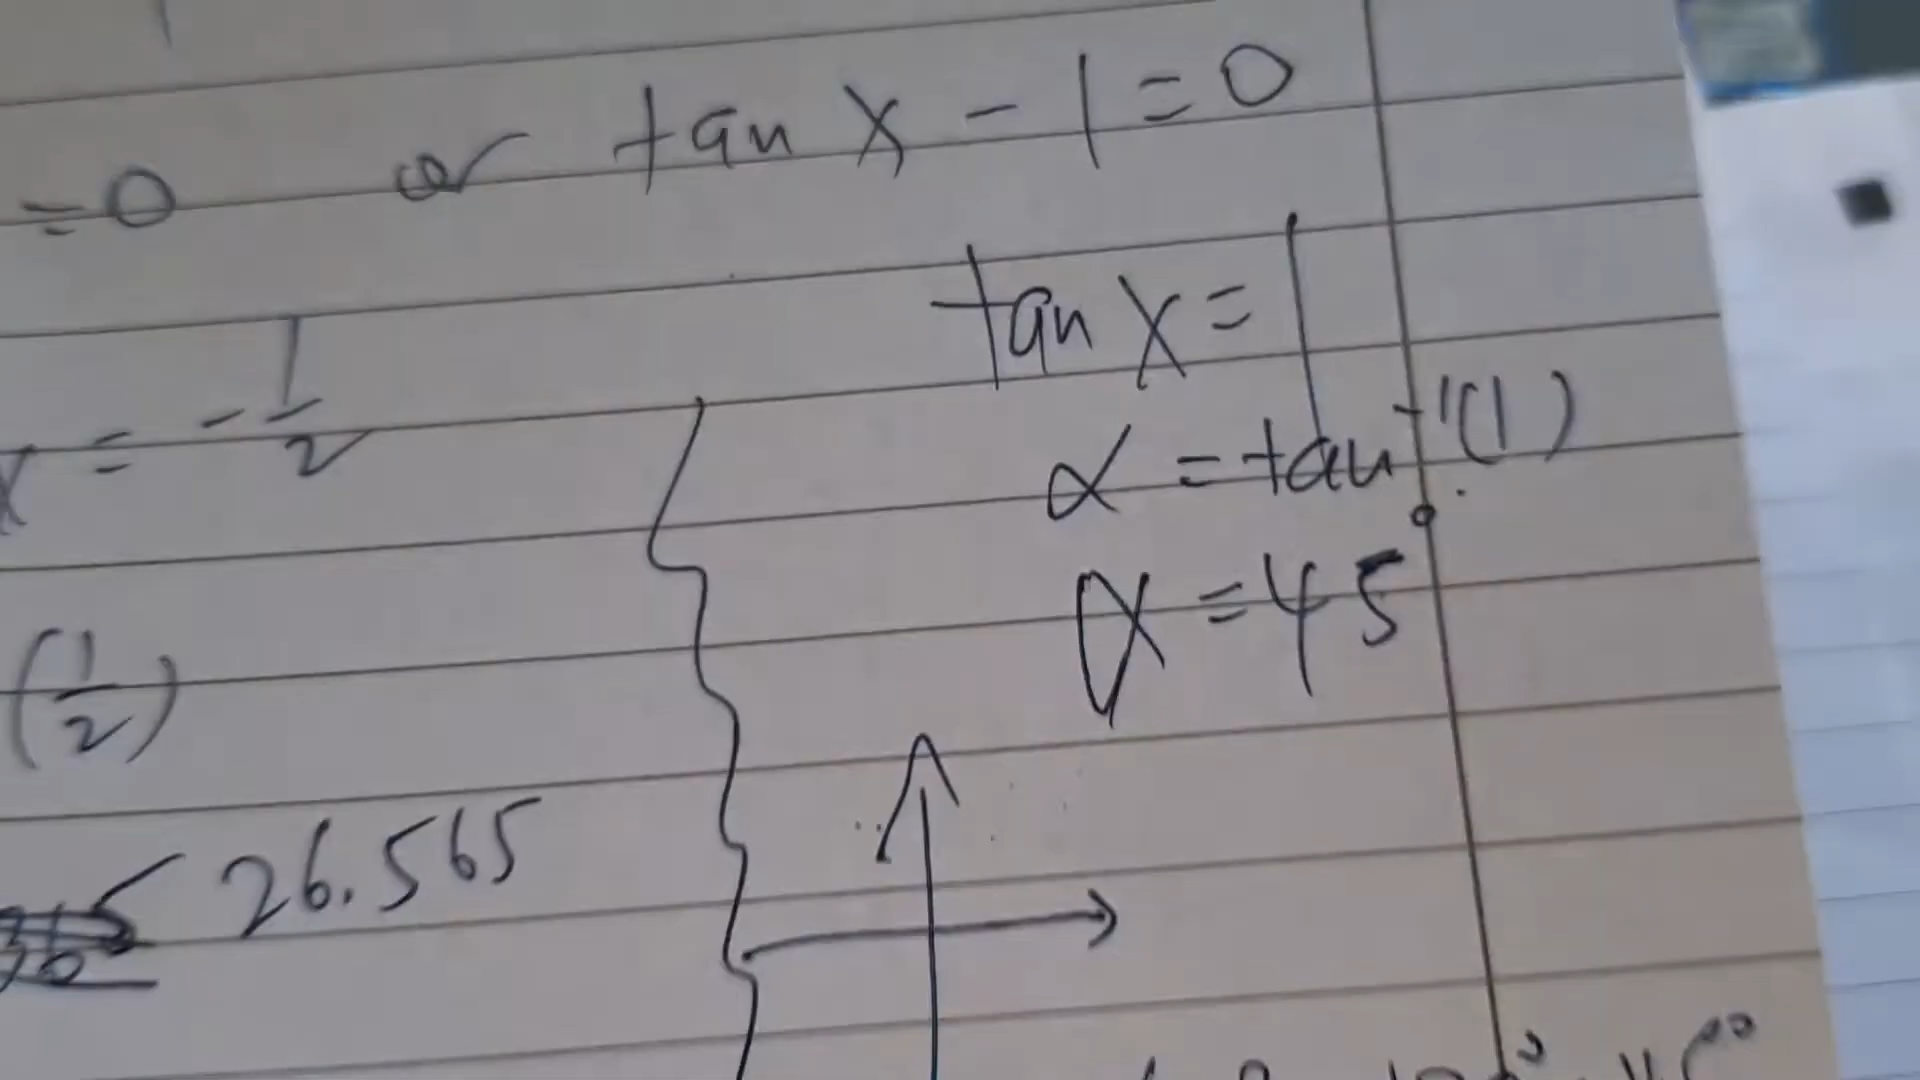 =0 or tan x - 1 = 0
tan x = 1
x = -1/2
α = tan⁻¹(1)
α = 45
(1/2)
26.565